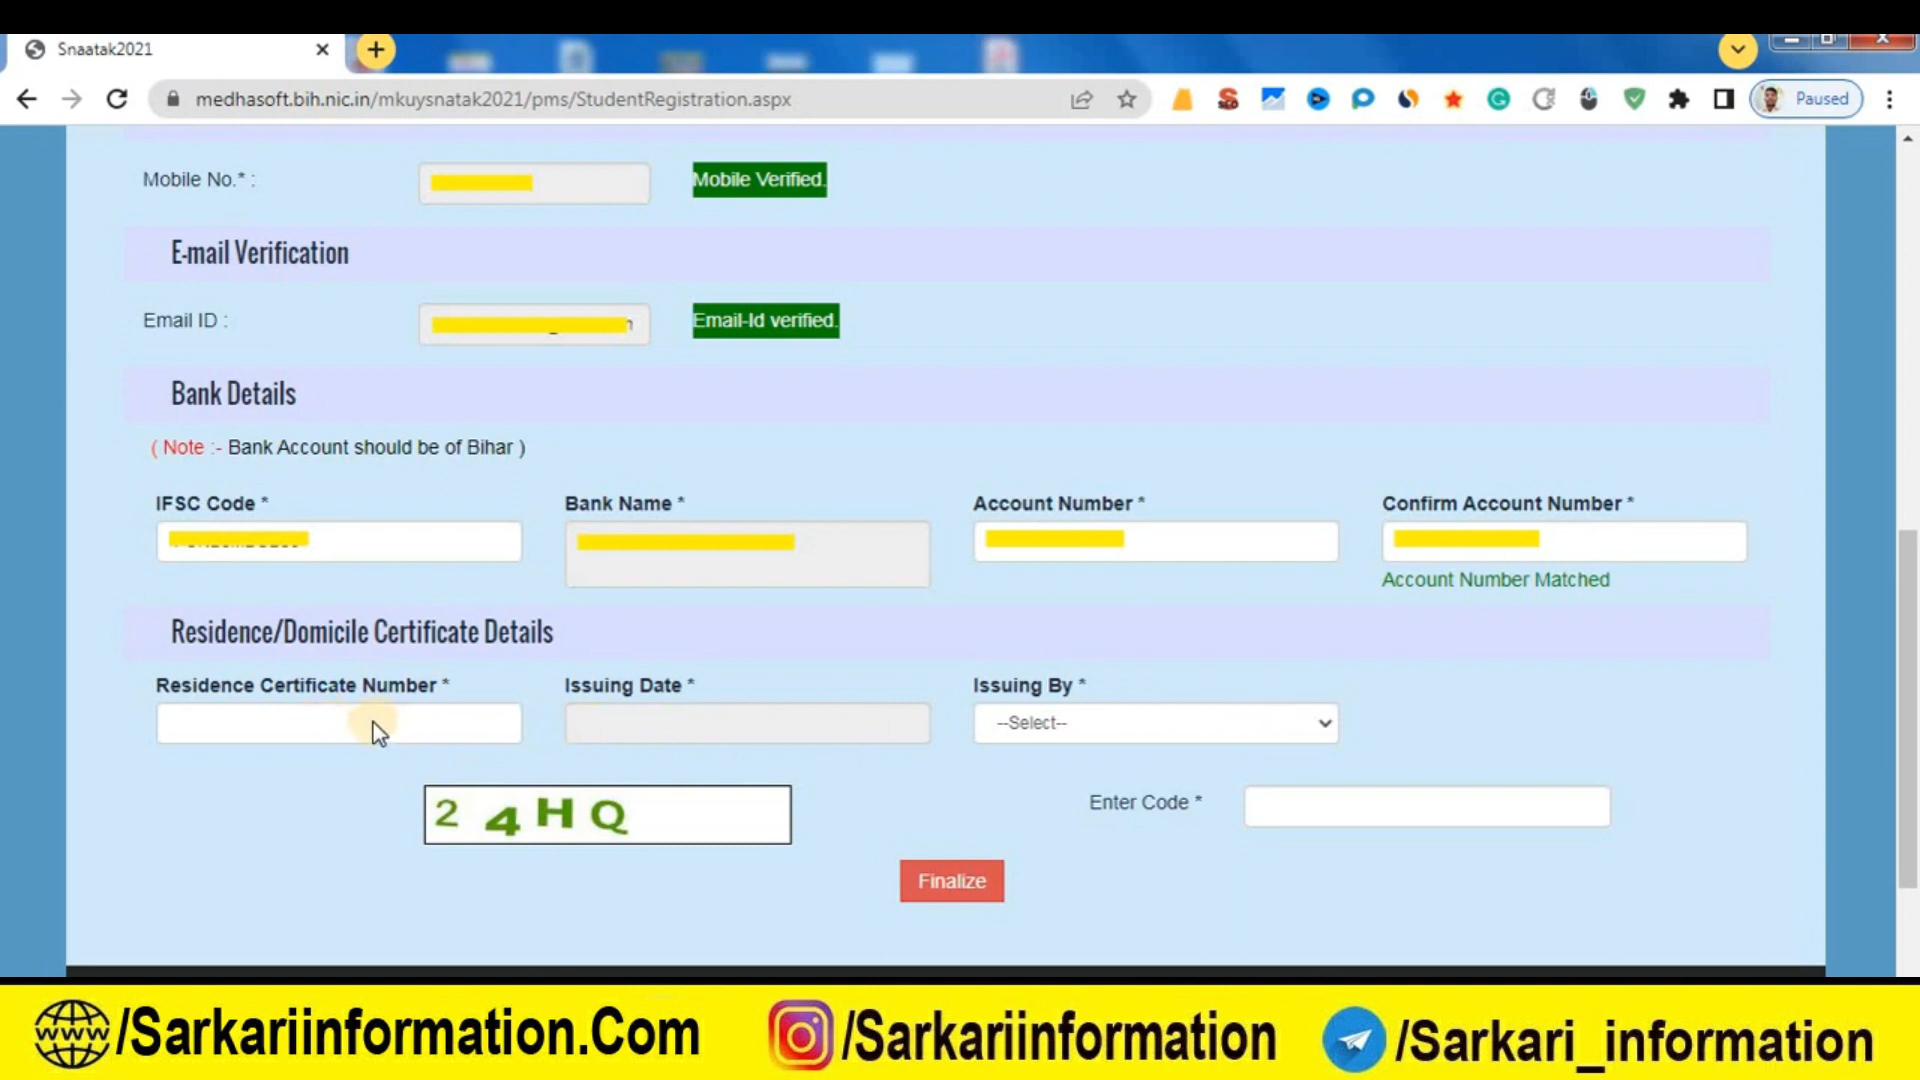 Snaatak2021
medhasoft.bih.nic.in/mkuysnatak2021/pms/StudentRegistration.aspx
Paused
Mobile No.* :
Mobile Verified.
E-mail Verification
Email ID :
Email-Id verified.
Bank Details
( Note :- Bank Account should be of Bihar )
IFSC Code *
Bank Name *
Account Number *
Confirm Account Number *
Account Number Matched
Residence/Domicile Certificate Details
Residence Certificate Number *
Issuing Date *
Issuing By *
--Select--
2 4 H Q
Enter Code *
Finalize
www /Sarkariinformation.Com
/Sarkariinformation
/Sarkari_information